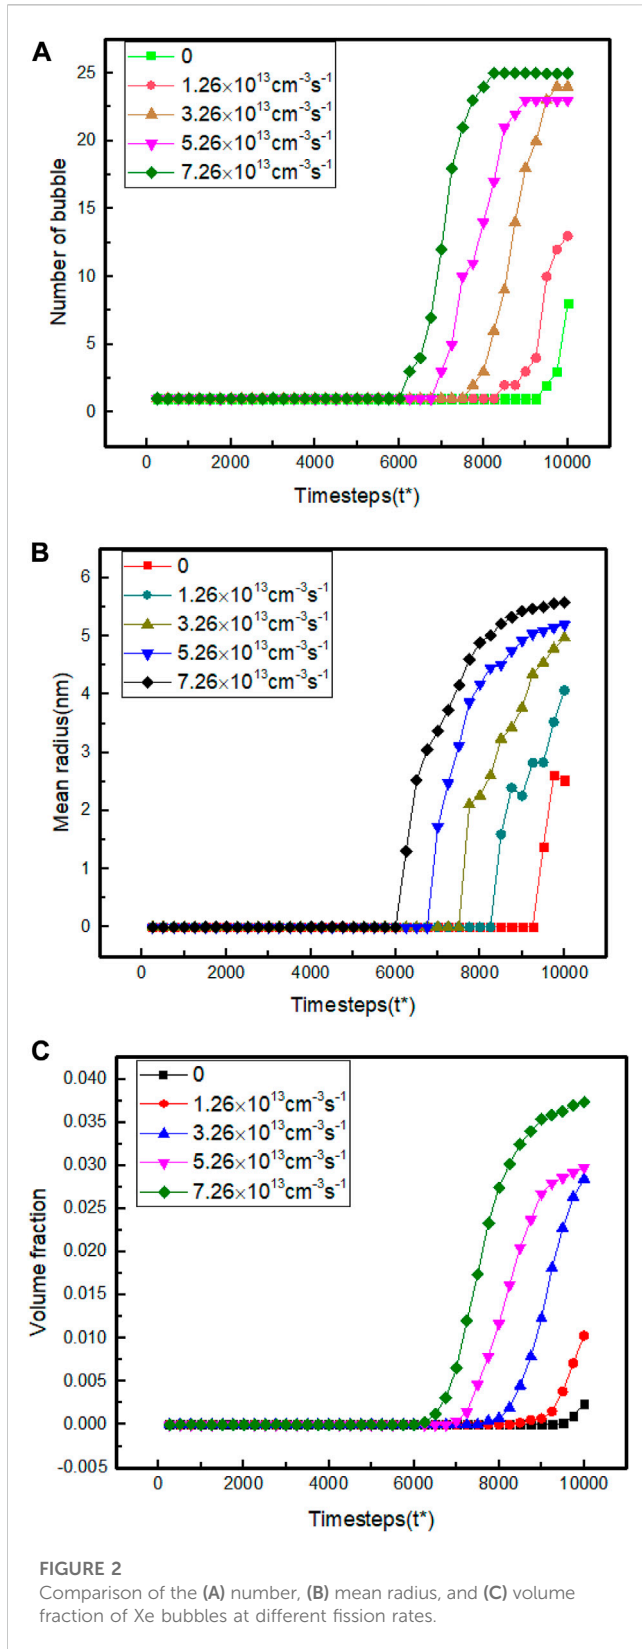 A
0
1.26×10¹³cm⁻³s⁻¹
3.26×10¹³cm⁻³s⁻¹
5.26×10¹³cm⁻³s⁻¹
7.26×10¹³cm⁻³s⁻¹
25
20
15
10
5
0
Number of bubble
0 2000 4000 6000 8000 10000
Timesteps(t*)
B
0
1.26×10¹³cm⁻³s⁻¹
3.26×10¹³cm⁻³s⁻¹
5.26×10¹³cm⁻³s⁻¹
7.26×10¹³cm⁻³s⁻¹
6
5
4
3
2
1
0
Mean radius(nm)
0 2000 4000 6000 8000 10000
Timesteps(t*)
C
0
1.26×10¹³cm⁻³s⁻¹
3.26×10¹³cm⁻³s⁻¹
5.26×10¹³cm⁻³s⁻¹
7.26×10¹³cm⁻³s⁻¹
0.040
0.035
0.030
0.025
0.020
0.015
0.010
0.005
0.000
-0.005
Volume fraction
0 2000 4000 6000 8000 10000
Timesteps(t*)
FIGURE 2
Comparison of the (A) number, (B) mean radius, and (C) volume
fraction of Xe bubbles at different fission rates.